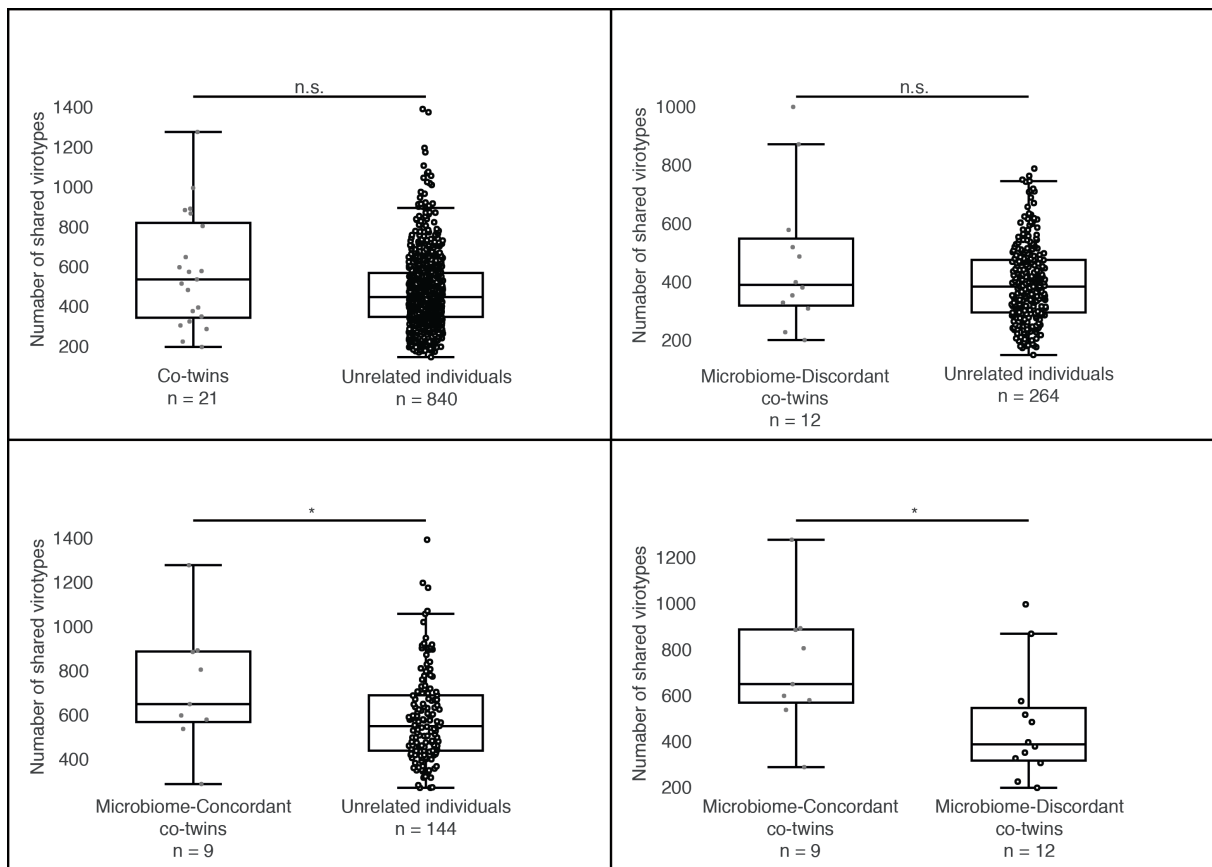 n.s.
Numaber of shared virotypes
1400
1200
1000
800
600
400
200
Co-twins
n = 21
Unrelated individuals
n = 840
n.s.
Numaber of shared virotypes
1000
800
600
400
200
Microbiome-Discordant
co-twins
n = 12
Unrelated individuals
n = 264
*
Numaber of shared virotypes
1400
1200
1000
800
600
400
Microbiome-Concordant
co-twins
n = 9
Unrelated individuals
n = 144
*
Numaber of shared virotypes
1200
1000
800
600
400
200
Microbiome-Concordant
co-twins
n = 9
Microbiome-Discordant
co-twins
n = 12